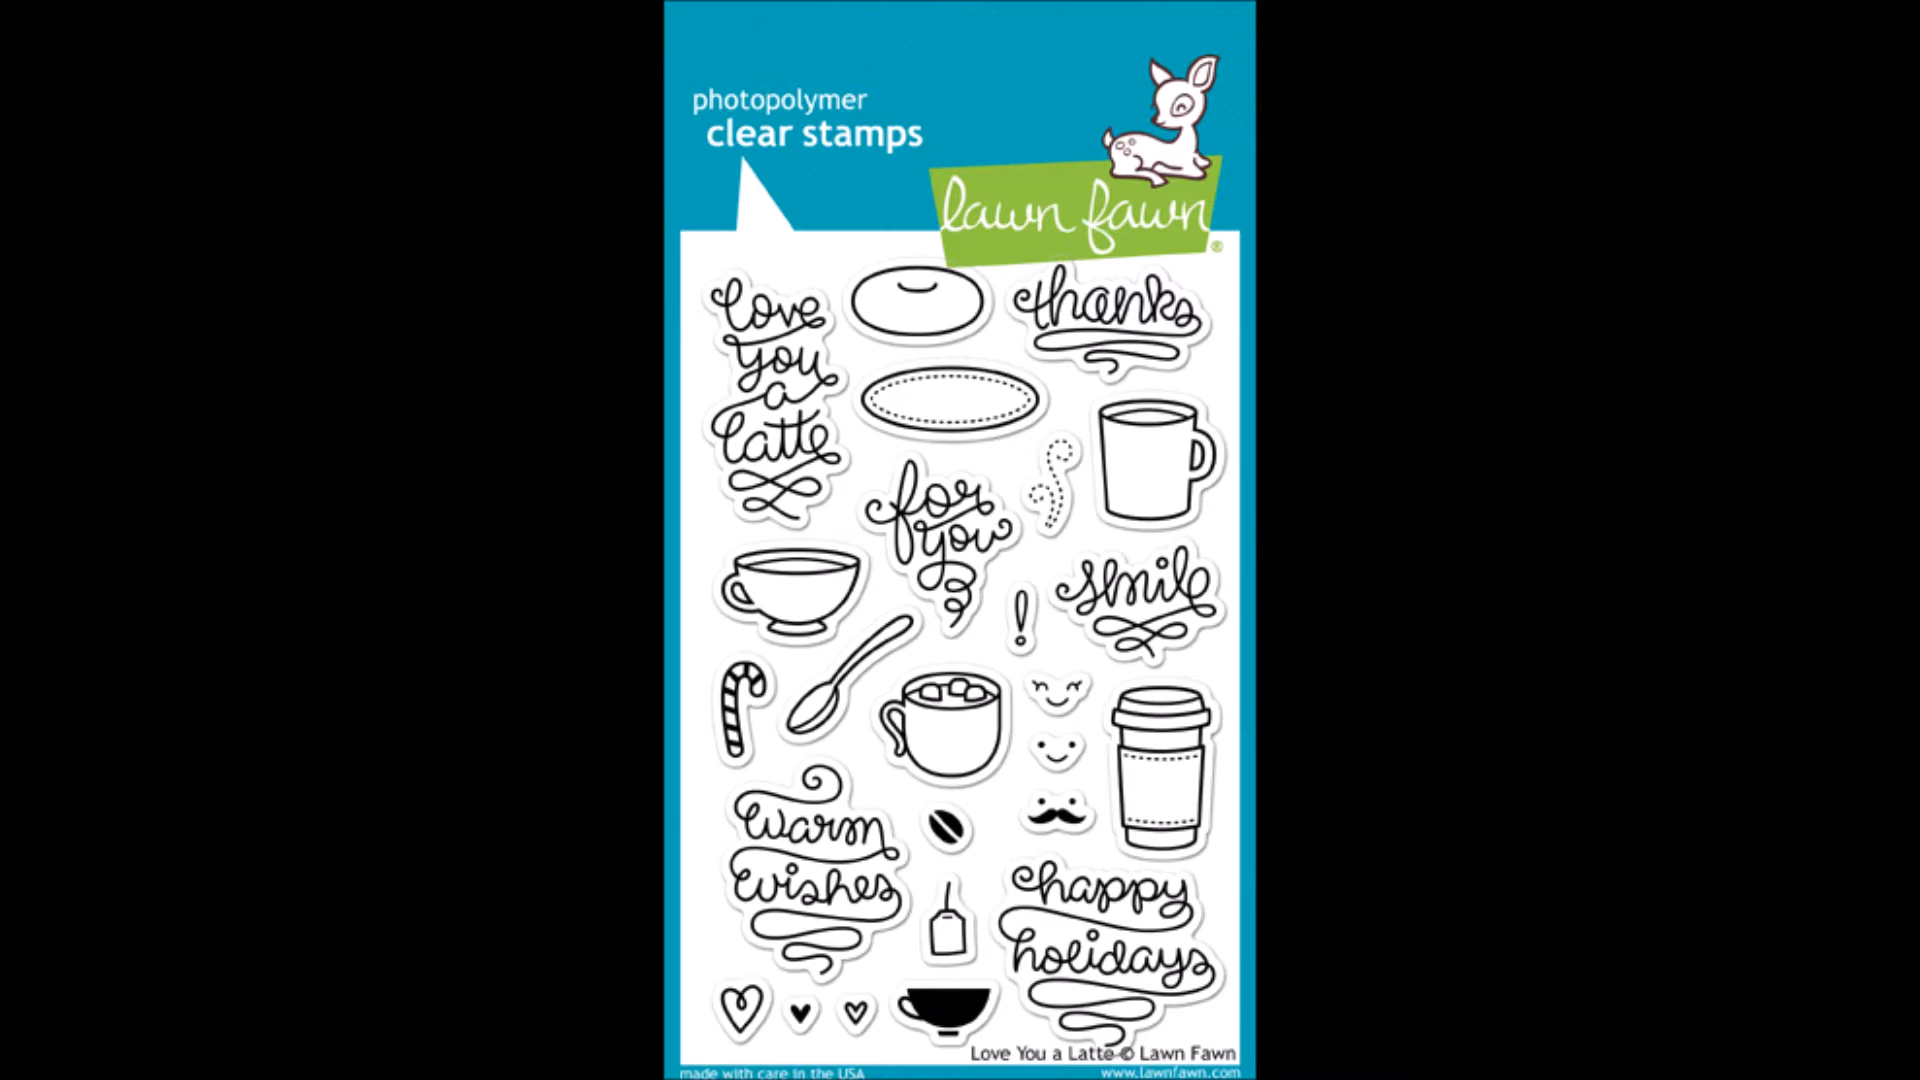 photopolymer
clear stamps
lawn fawn®
love
you
a
latte
thanks
for
you
!
smile
warm
wishes
happy
holidays
Love You a Latte © Lawn Fawn
made with care in the USA
www.lawnfawn.com